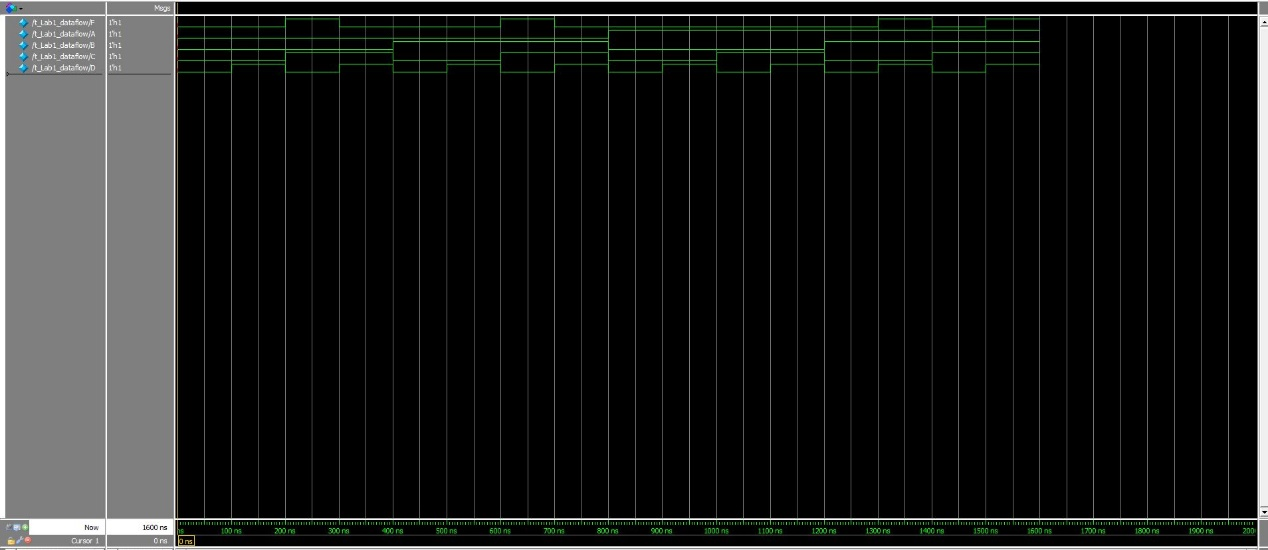 Msgs
/t_Lab1_dataflow/F 1'h1
/t_Lab1_dataflow/A 1'h1
/t_Lab1_dataflow/B 1'h1
/t_Lab1_dataflow/C 1'h1
/t_Lab1_dataflow/D 1'h1
Now 1600 ns ns 100 ns 200 ns 300 ns 400 ns 500 ns 600 ns 700 ns 800 ns 900 ns 1000 ns 1100 ns 1200 ns 1300 ns 1400 ns 1500 ns 1600 ns 1700 ns 1800 ns 1900 ns 200
Cursor 1 0 ns 0 ns